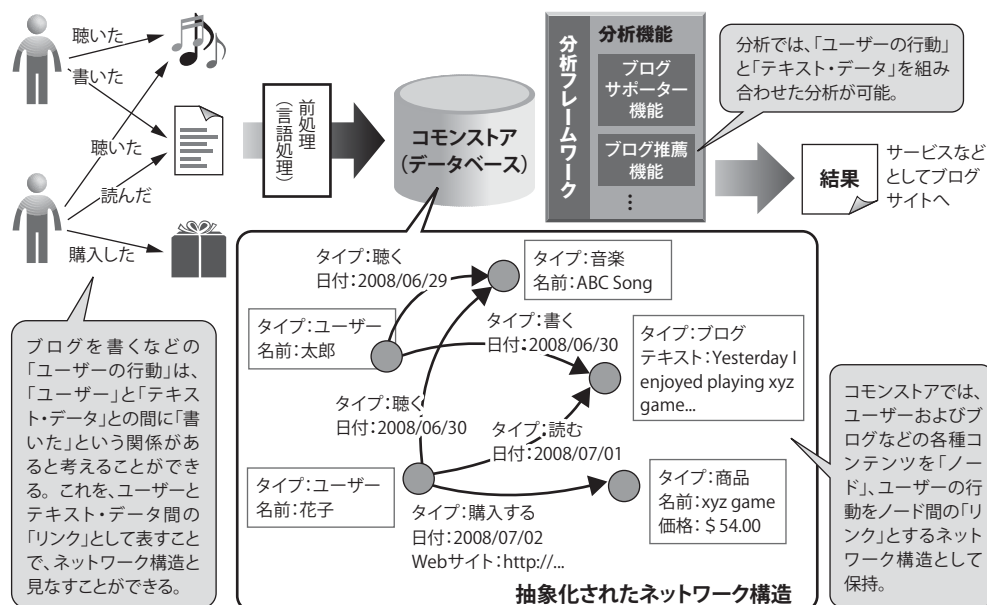 聴いた
書いた
聴いた
読んだ
購入した
前処理
(言語処理)
コモンストア
(データベース)
分析フレームワーク
分析機能
ブログ
サポーター
機能
ブログ推薦
機能
⋮
分析では、「ユーザーの行動」
と「テキスト・データ」を組み
合わせた分析が可能。
結果
サービスなど
としてブログ
サイトへ
ブログを書くなどの
「ユーザーの行動」は、
「ユーザー」と「テキス
ト・データ」との間に「書
いた」という関係があ
ると考えることができ
る。これを、ユーザーと
テキスト・データ間の
「リンク」として表すこと
で、ネットワーク構造と
見なすことができる。
タイプ:聴く
日付:2008/06/29
タイプ:音楽
名前:ABC Song
タイプ:ユーザー
名前:太郎
タイプ:書く
日付:2008/06/30
タイプ:ブログ
テキスト:Yesterday I
enjoyed playing xyz
game...
タイプ:聴く
日付:2008/06/30
タイプ:読む
日付:2008/07/01
タイプ:ユーザー
名前:花子
タイプ:購入する
日付:2008/07/02
Webサイト:http://...
タイプ:商品
名前:xyz game
価格:$54.00
抽象化されたネットワーク構造
コモンストアでは、
ユーザーおよびブ
ログなどの各種コ
ンテンツを「ノー
ド」、ユーザーの行
動をノード間の「リ
ンク」とするネット
ワーク構造として
保持。